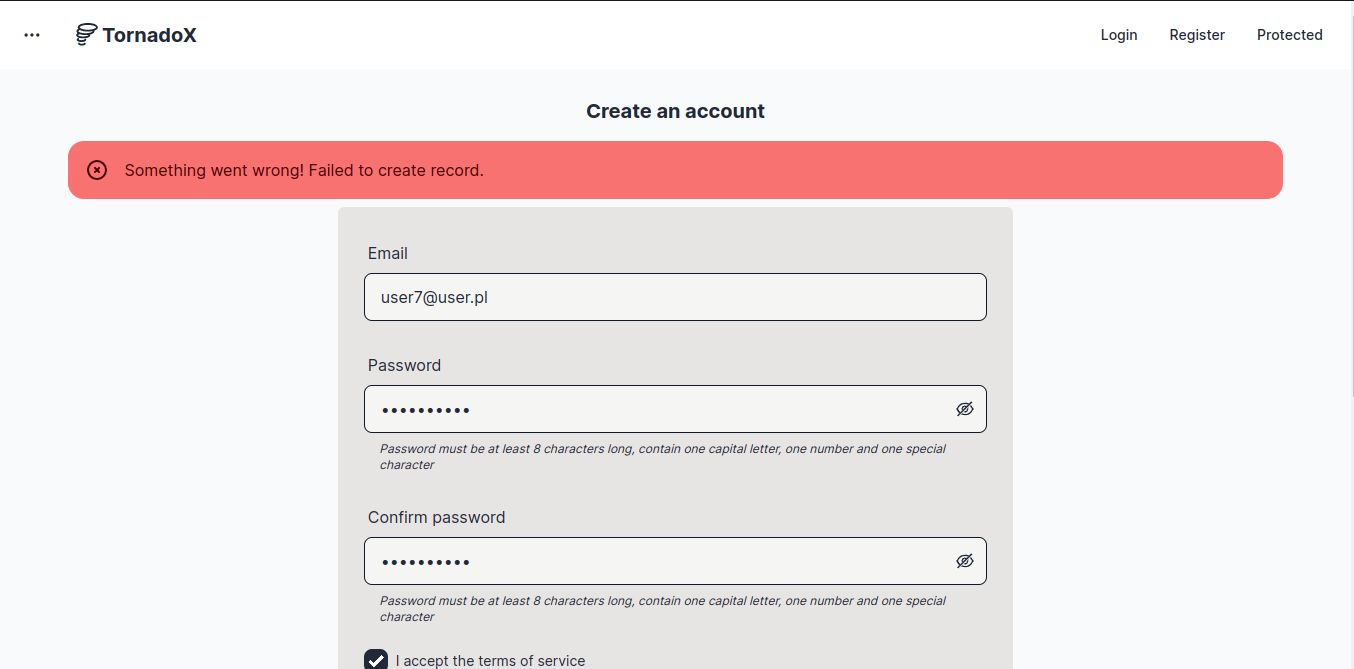 TornadoX Login Register Protected
Create an account
Something went wrong! Failed to create record.
Email
user7@user.pl
Password
••••••••••
Password must be at least 8 characters long, contain one capital letter, one number and one special
character
Confirm password
••••••••••
Password must be at least 8 characters long, contain one capital letter, one number and one special
character
I accept the terms of service